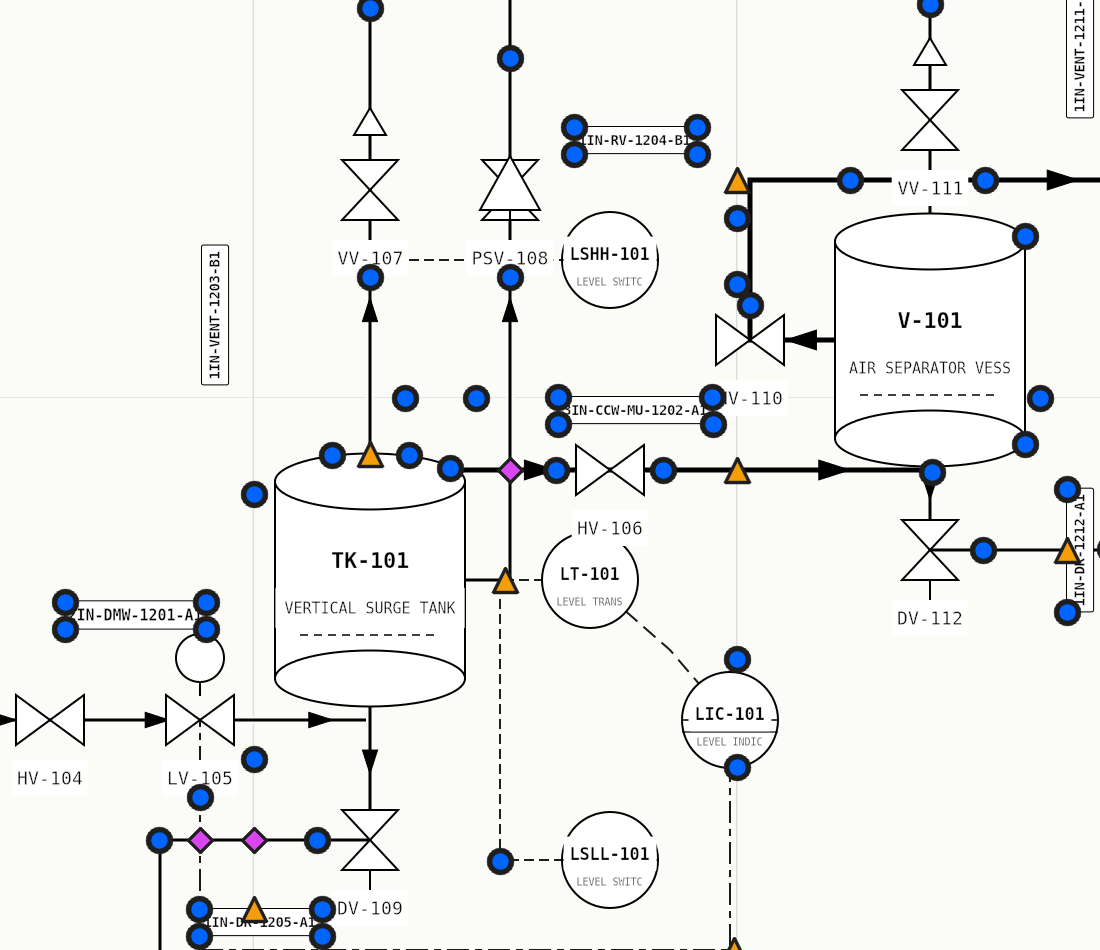 1IN-VENT-1211-
1IN-RV-1204-B1
VV-111
VV-107
PSV-108
LSHH-101
LEVEL SWITC
1IN-VENT-1203-B1
V-101
AIR SEPARATOR VESS
3IN-CCW-MU-1202-A1
HV-110
HV-106
TK-101
VERTICAL SURGE TANK
LT-101
LEVEL TRANS
1IN-DR-1212-A1
DV-112
2IN-DMW-1201-A1
HV-104
LV-105
LIC-101
LEVEL INDIC
LSLL-101
LEVEL SWITC
DV-109
1IN-DR-1205-A1